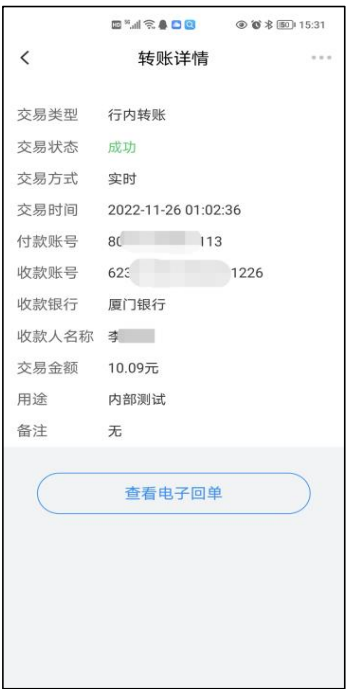 HD 5G 15:31
转账详情
交易类型 行内转账
交易状态 成功
交易方式 实时
交易时间 2022-11-26 01:02:36
付款账号 80 113
收款账号 623 1226
收款银行 厦门银行
收款人名称 李
交易金额 10.09元
用途 内部测试
备注 无
查看电子回单